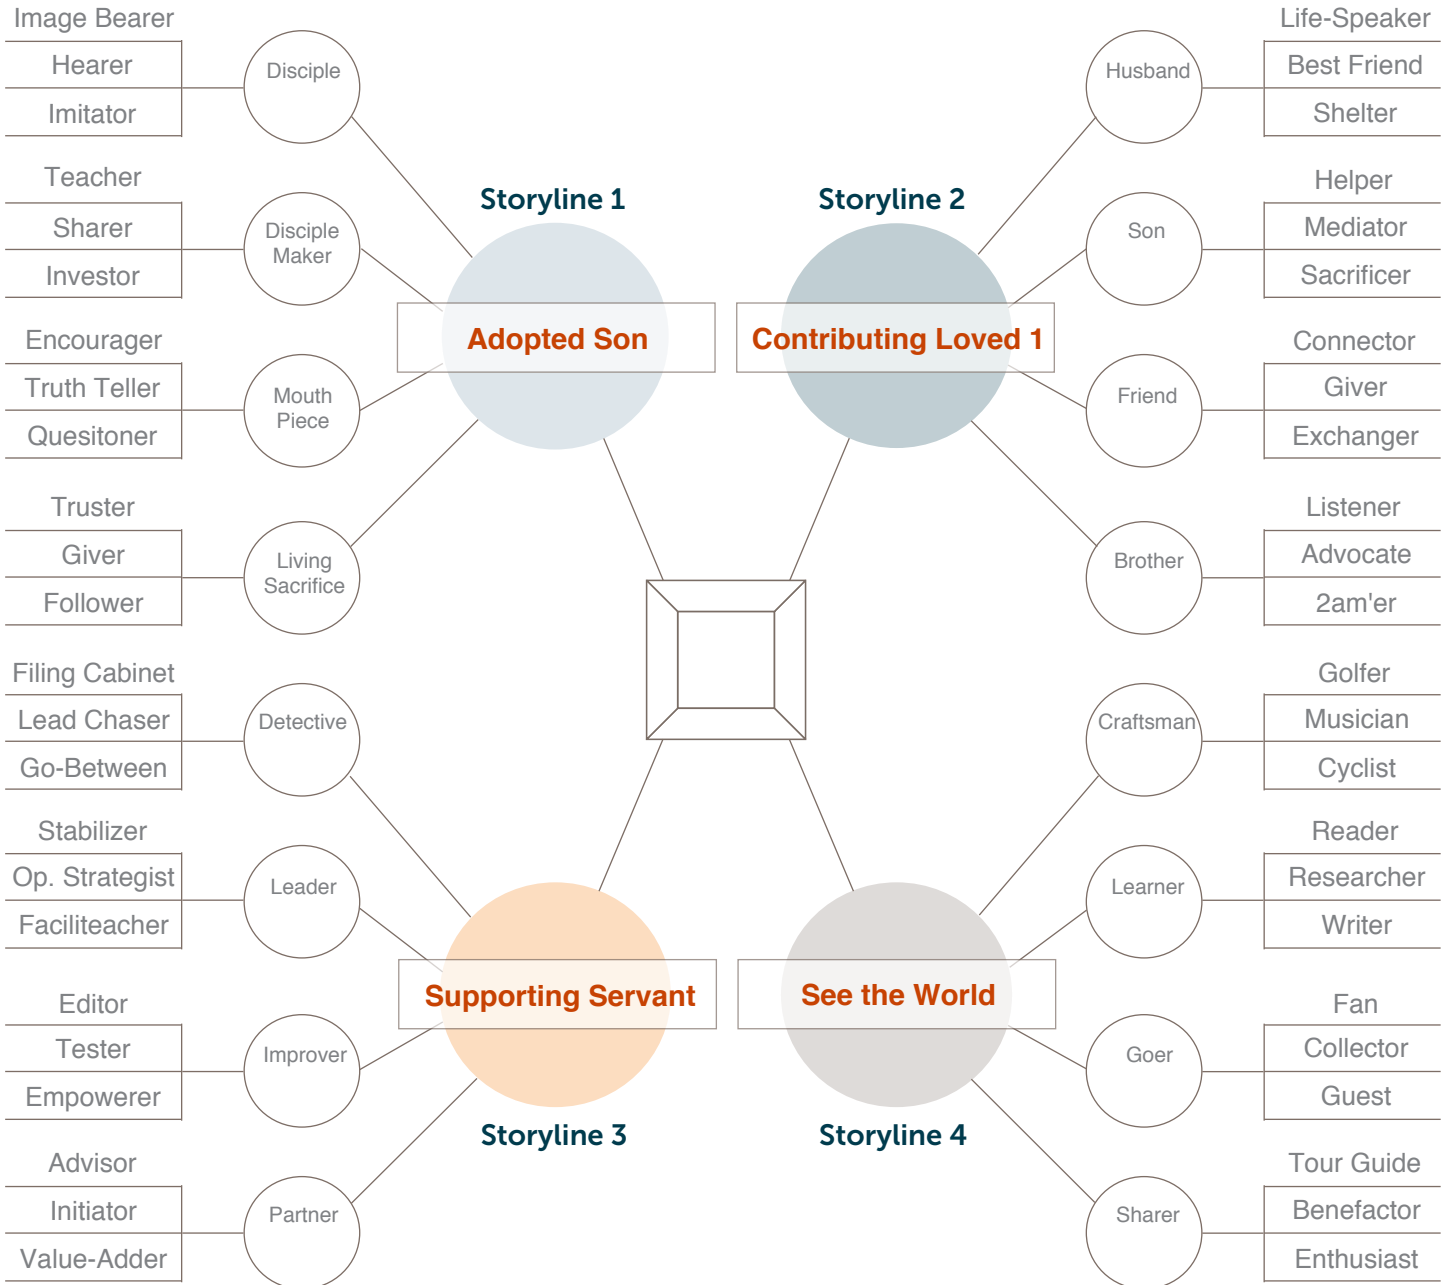 Image Bearer
Hearer
Imitator
Disciple
Teacher
Sharer
Investor
Disciple
Maker
Encourager
Truth Teller
Quesitoner
Mouth
Piece
Truster
Giver
Follower
Living
Sacrifice
Storyline 1
Adopted Son
Storyline 2
Contributing Loved 1
Husband
Life-Speaker
Best Friend
Shelter
Son
Helper
Mediator
Sacrificer
Friend
Connector
Giver
Exchanger
Brother
Listener
Advocate
2am'er
Filing Cabinet
Lead Chaser
Go-Between
Detective
Stabilizer
Op. Strategist
Faciliteacher
Leader
Editor
Tester
Empowerer
Improver
Advisor
Initiator
Value-Adder
Partner
Supporting Servant
Storyline 3
See the World
Storyline 4
Craftsman
Golfer
Musician
Cyclist
Learner
Reader
Researcher
Writer
Goer
Fan
Collector
Guest
Sharer
Tour Guide
Benefactor
Enthusiast